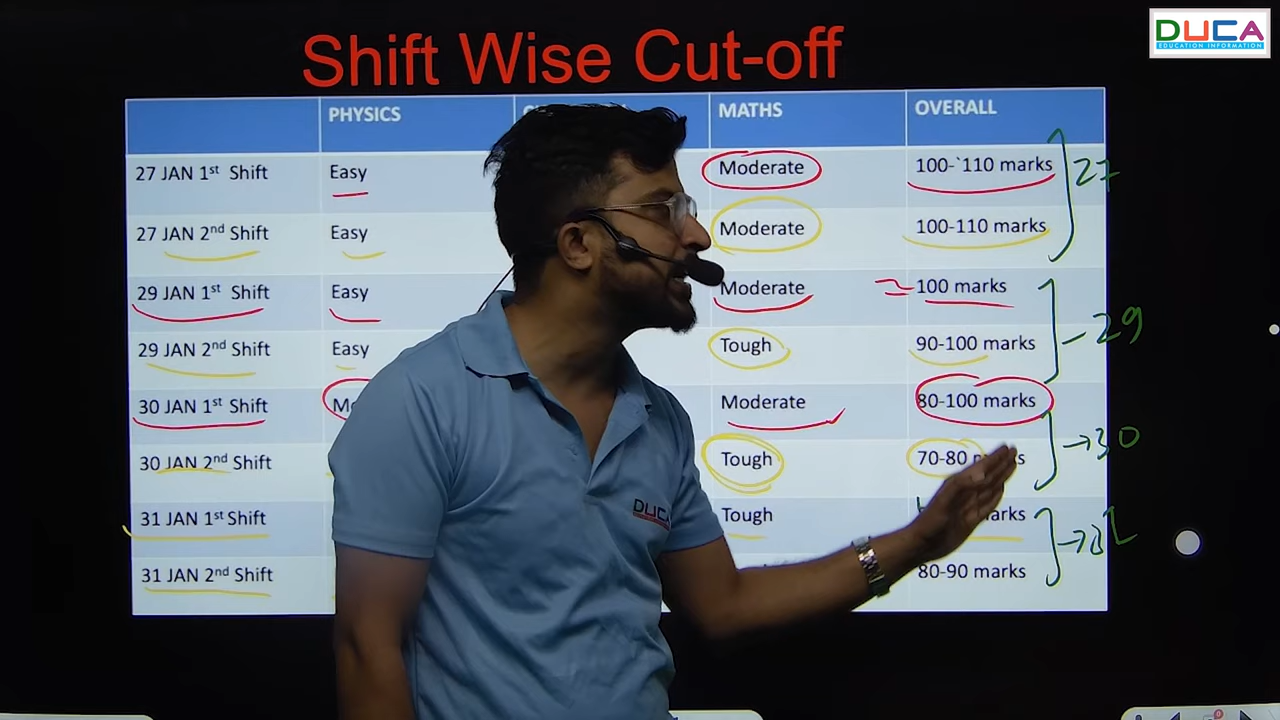 DUCA
EDUCATION INFORMATION
Shift Wise Cut-off
PHYSICS MATHS OVERALL
27 JAN 1st Shift Easy Moderate 100-`110 marks 27
27 JAN 2nd Shift Easy Moderate 100-110 marks
29 JAN 1st Shift Easy Moderate ≈ 100 marks
29 JAN 2nd Shift Easy Tough 90-100 marks -29
30 JAN 1st Shift Moderate 80-100 marks
30 JAN 2nd Shift Tough 70-80 →30
31 JAN 1st Shift Tough
31 JAN 2nd Shift 80-90 marks
DUCA